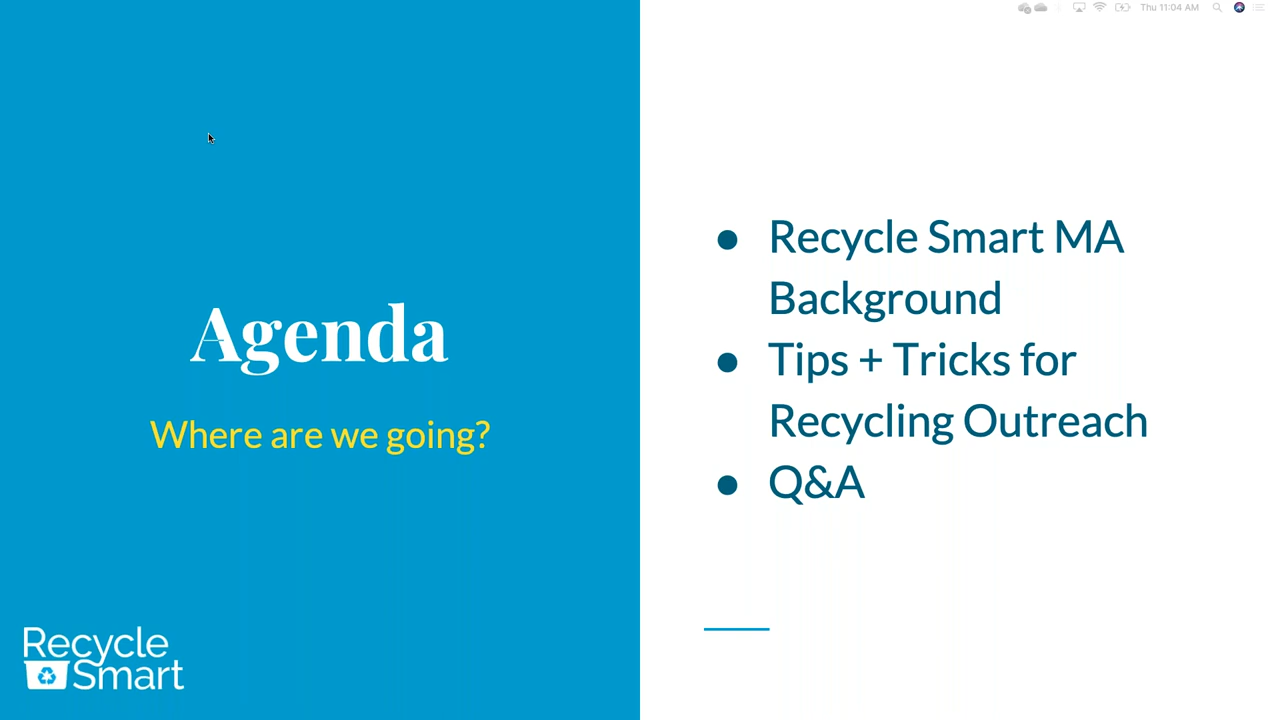 Thu 11:04 AM
Agenda
Where are we going?
Recycle
Smart
● Recycle Smart MA
Background
● Tips + Tricks for
Recycling Outreach
● Q&A